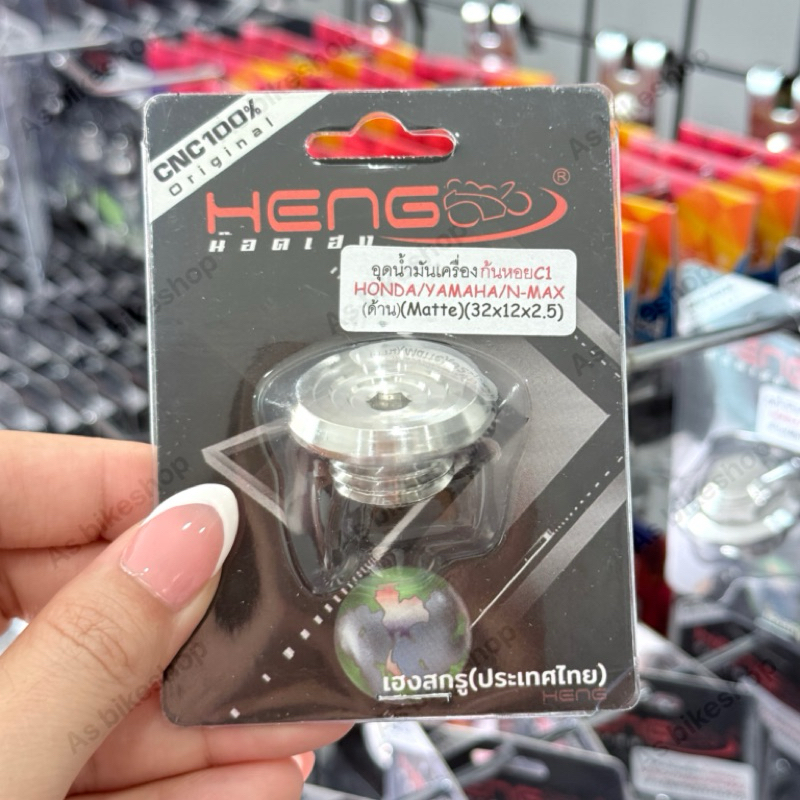 CNC100%
Original
HENG
®
น๊อตเฮง
อุดน้ำมันเครื่องก้นหอยC1
HONDA/YAMAHA/N-MAX
(ด้าน)(Matte)(32x12x2.5)
เฮงสกรู(ประเทศไทย)
HENG
As bikeshop